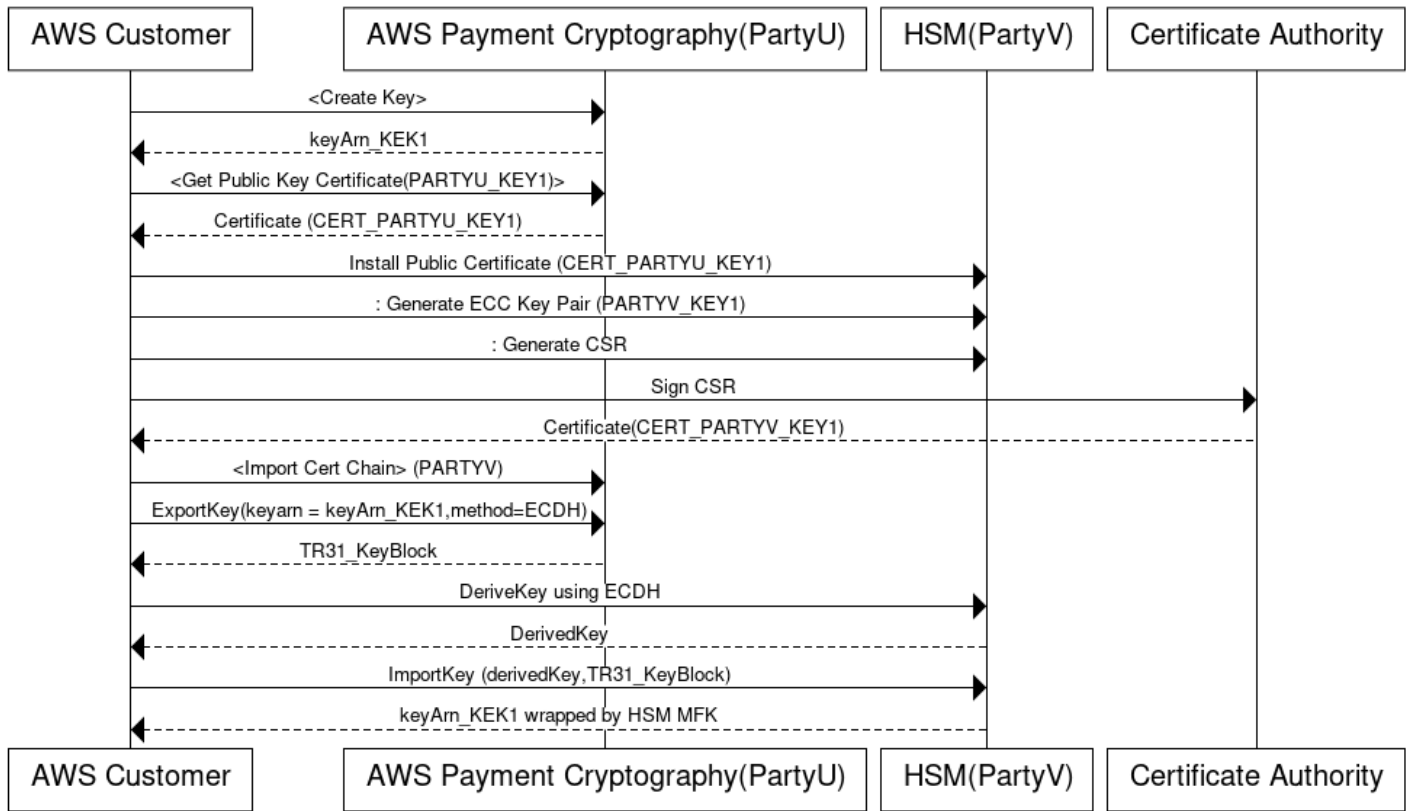 AWS Customer
AWS Payment Cryptography(PartyU)
HSM(PartyV)
Certificate Authority
<Create Key>
keyArn_KEK1
<Get Public Key Certificate(PARTYU_KEY1)>
Certificate (CERT_PARTYU_KEY1)
Install Public Certificate (CERT_PARTYU_KEY1)
: Generate ECC Key Pair (PARTYV_KEY1)
: Generate CSR
Sign CSR
Certificate(CERT_PARTYV_KEY1)
<Import Cert Chain> (PARTYV)
ExportKey(keyarn = keyArn_KEK1,method=ECDH)
TR31_KeyBlock
DeriveKey using ECDH
DerivedKey
ImportKey (derivedKey,TR31_KeyBlock)
keyArn_KEK1 wrapped by HSM MFK
AWS Customer
AWS Payment Cryptography(PartyU)
HSM(PartyV)
Certificate Authority